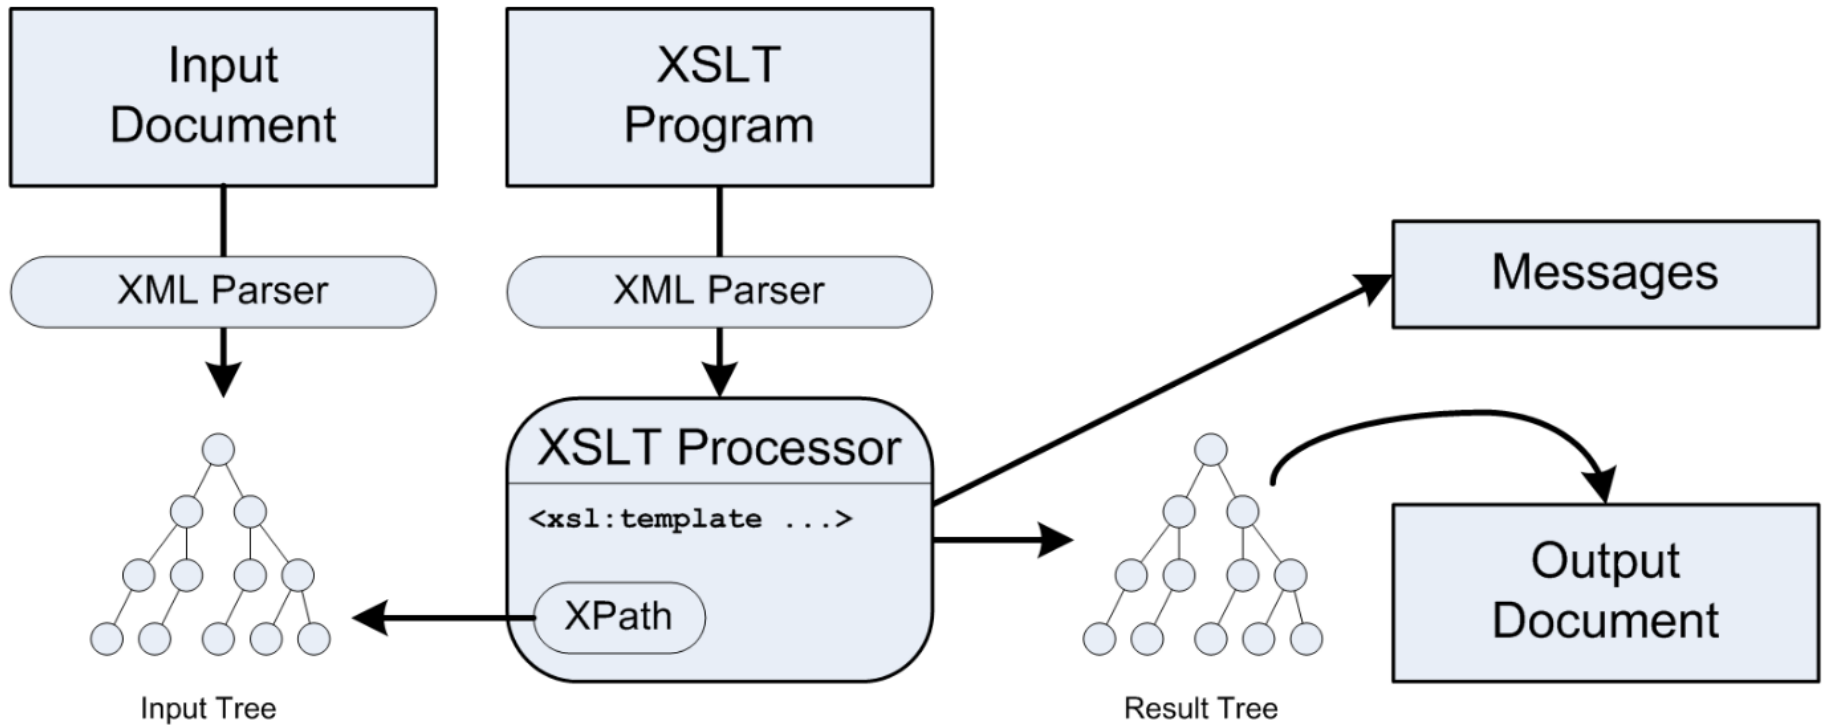 Input
Document
XSLT
Program
XML Parser
XML Parser
Messages
XSLT Processor
<xsl:template ...>
XPath
Output
Document
Input Tree
Result Tree